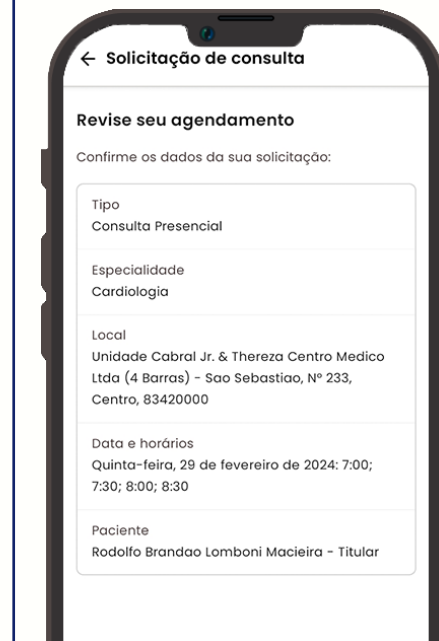 ← Solicitação de consulta
Revise seu agendamento
Confirme os dados da sua solicitação:
Tipo
Consulta Presencial
Especialidade
Cardiologia
Local
Unidade Cabral Jr. & Thereza Centro Medico
Ltda (4 Barras) - Sao Sebastiao, Nº 233,
Centro, 83420000
Data e horários
Quinta-feira, 29 de fevereiro de 2024: 7:00;
7:30; 8:00; 8:30
Paciente
Rodolfo Brandao Lomboni Macieira - Titular